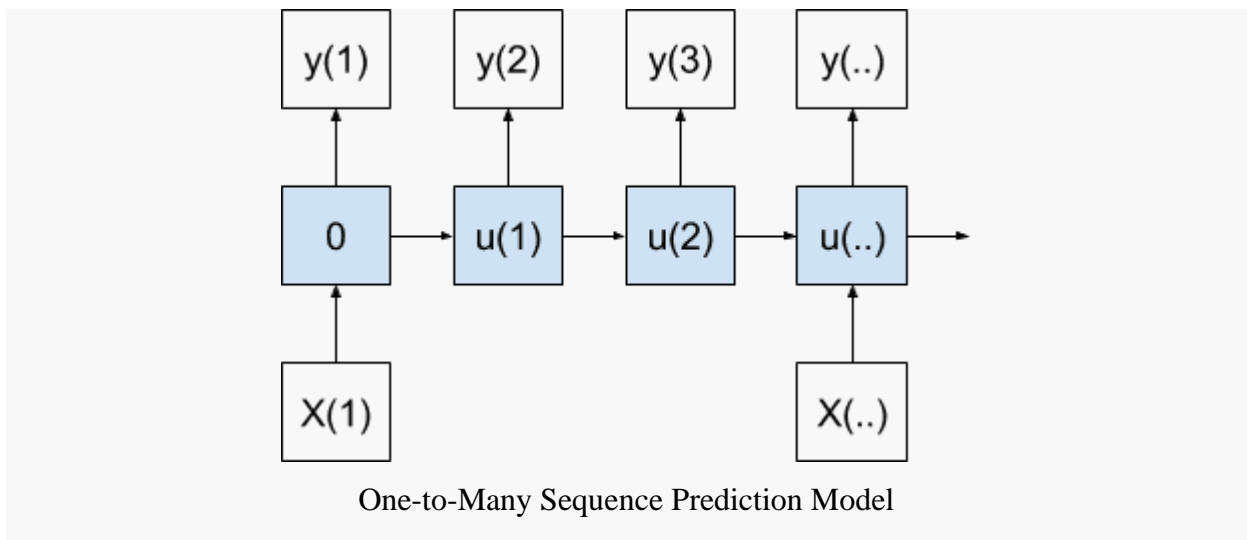 y(1) y(2) y(3) y(..)
0 u(1) u(2) u(..)
X(1) X(..)
One-to-Many Sequence Prediction Model